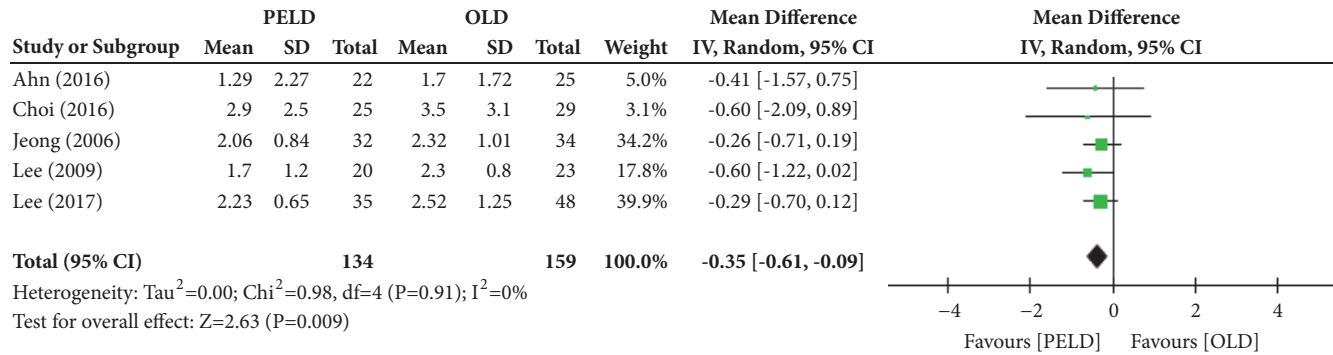 PELD OLD Mean Difference Mean Difference
Study or Subgroup Mean SD Total Mean SD Total Weight IV, Random, 95% CI IV, Random, 95% CI
Ahn (2016) 1.29 2.27 22 1.7 1.72 25 5.0% -0.41 [-1.57, 0.75]
Choi (2016) 2.9 2.5 25 3.5 3.1 29 3.1% -0.60 [-2.09, 0.89]
Jeong (2006) 2.06 0.84 32 2.32 1.01 34 34.2% -0.26 [-0.71, 0.19]
Lee (2009) 1.7 1.2 20 2.3 0.8 23 17.8% -0.60 [-1.22, 0.02]
Lee (2017) 2.23 0.65 35 2.52 1.25 48 39.9% -0.29 [-0.70, 0.12]
Total (95% CI) 134 159 100.0% -0.35 [-0.61, -0.09]
Heterogeneity: Tau²=0.00; Chi²=0.98, df=4 (P=0.91); I²=0%
Test for overall effect: Z=2.63 (P=0.009)
−4 −2 0 2 4
Favours [PELD] Favours [OLD]